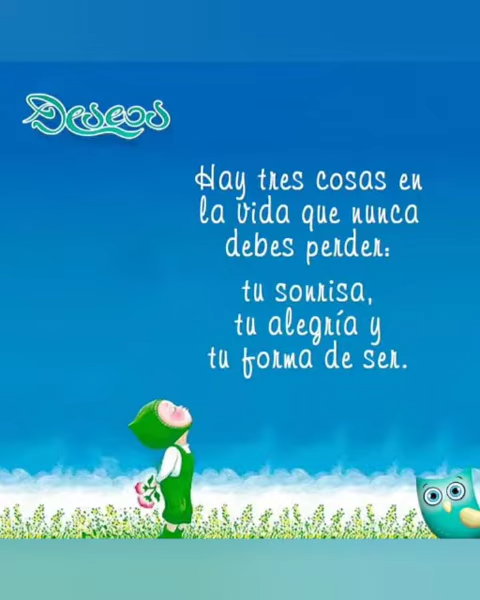 Deseos
Hay tres cosas en
la vida que nunca
debes perder:
tu sonrisa,
tu alegría y
tu forma de ser.